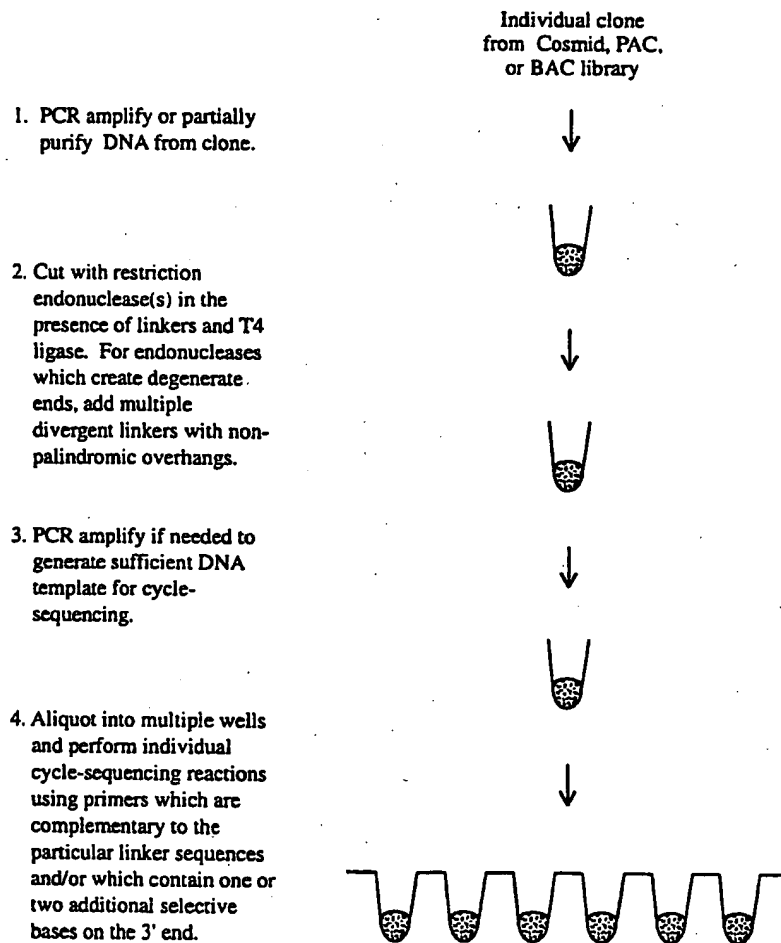 Individual clone
from Cosmid, PAC,
or BAC library
1. PCR amplify or partially
purify DNA from clone.
2. Cut with restriction
endonuclease(s) in the
presence of linkers and T4
ligase. For endonucleases
which create degenerate
ends, add multiple
divergent linkers with non-
palindromic overhangs.
3. PCR amplify if needed to
generate sufficient DNA
template for cycle-
sequencing.
4. Aliquot into multiple wells
and perform individual
cycle-sequencing reactions
using primers which are
complementary to the
particular linker sequences
and/or which contain one or
two additional selective
bases on the 3' end.